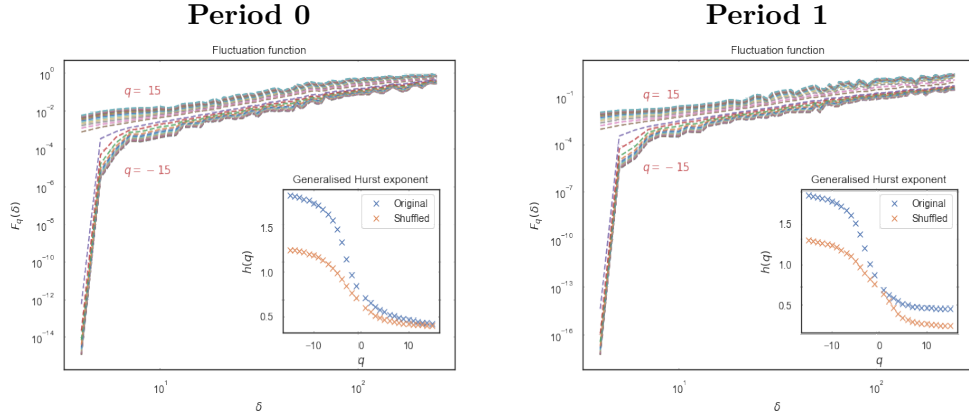 Period 0
Fluctuation function
10^0
10^-2
10^-4
10^-6
10^-8
10^-10
10^-12
10^-14
F_q(δ)
q = 15
q = −15
Generalised Hurst exponent
Original
Shuffled
1.5
1.0
0.5
h(q)
−10
0
10
q
10^1
10^2
δ
Period 1
Fluctuation function
10^-1
10^-4
10^-7
10^-10
10^-13
10^-16
F_q(δ)
q = 15
q = −15
Generalised Hurst exponent
Original
Shuffled
1.5
1.0
0.5
h(q)
−10
0
10
q
10^1
10^2
δ